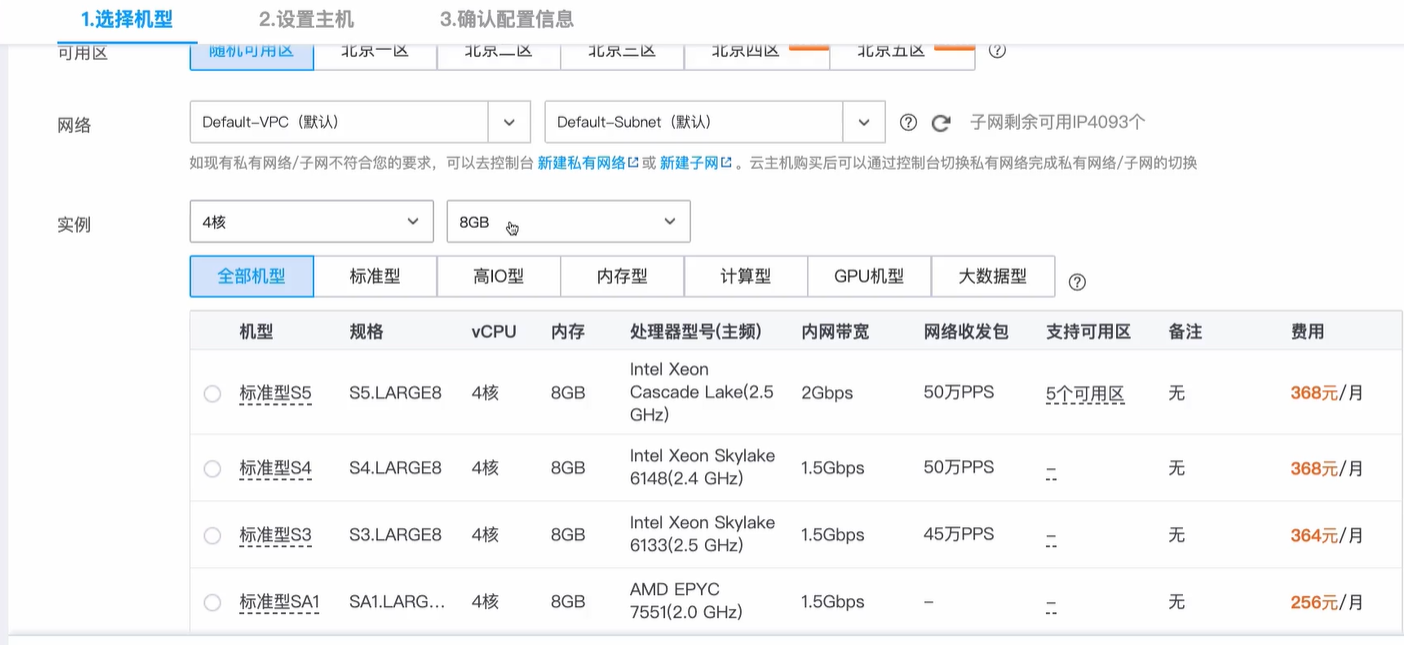 1.选择机型 2.设置主机 3.确认配置信息
可用区 随机可用区 北京一区 北京二区 北京三区 北京四区 北京五区
网络 Default-VPC（默认） Default-Subnet（默认） 子网剩余可用IP4093个
如现有私有网络/子网不符合您的要求，可以去控制台 新建私有网络 或 新建子网 。云主机购买后可以通过控制台切换私有网络完成私有网络/子网的切换
实例 4核 8GB
全部机型 标准型 高IO型 内存型 计算型 GPU机型 大数据型
机型 规格 vCPU 内存 处理器型号(主频) 内网带宽 网络收发包 支持可用区 备注 费用
Intel Xeon
标准型S5 S5.LARGE8 4核 8GB Cascade Lake(2.5 2Gbps 50万PPS 5个可用区 无 368元/月
GHz)
Intel Xeon Skylake
标准型S4 S4.LARGE8 4核 8GB 1.5Gbps 50万PPS – 无 368元/月
6148(2.4 GHz)
Intel Xeon Skylake
标准型S3 S3.LARGE8 4核 8GB 1.5Gbps 45万PPS – 无 364元/月
6133(2.5 GHz)
AMD EPYC
标准型SA1 SA1.LARG... 4核 8GB 1.5Gbps – – 无 256元/月
7551(2.0 GHz)